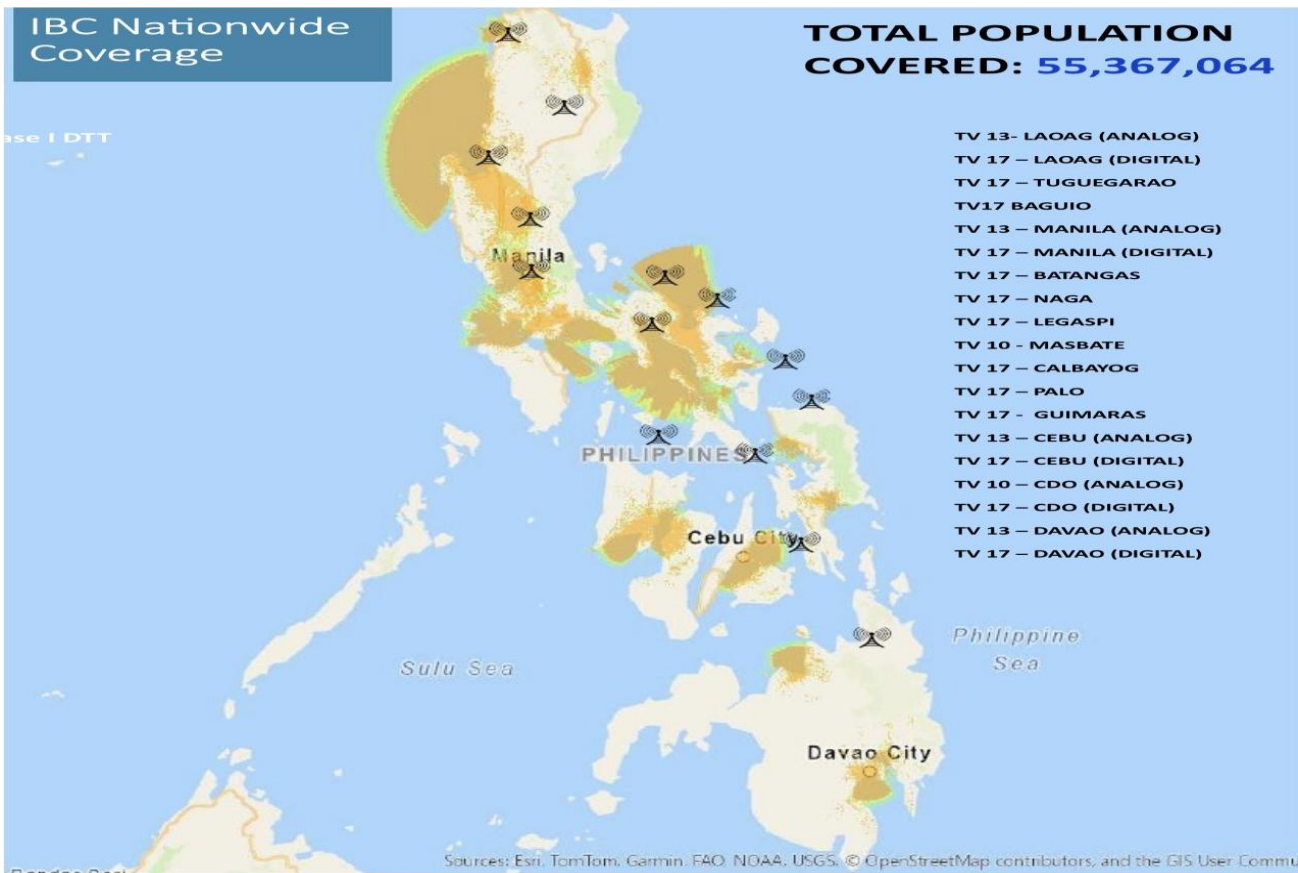 IBC Nationwide
Coverage
TOTAL POPULATION
COVERED: 55,367,064
ase I DTT
TV 13- LAOAG (ANALOG)
TV 17 – LAOAG (DIGITAL)
TV 17 – TUGUEGARAO
TV17 BAGUIO
TV 13 – MANILA (ANALOG)
TV 17 – MANILA (DIGITAL)
TV 17 – BATANGAS
TV 17 – NAGA
TV 17 – LEGASPI
TV 10 - MASBATE
TV 17 – CALBAYOG
TV 17 – PALO
TV 17 - GUIMARAS
TV 13 – CEBU (ANALOG)
TV 17 – CEBU (DIGITAL)
TV 10 – CDO (ANALOG)
TV 17 – CDO (DIGITAL)
TV 13 – DAVAO (ANALOG)
TV 17 – DAVAO (DIGITAL)
Manila
PHILIPPINES
Cebu City
Philippine
Sea
Sulu Sea
Davao City
Sources: Esri, TomTom, Garmin, FAO, NOAA, USGS, © OpenStreetMap contributors, and the GIS User Commu